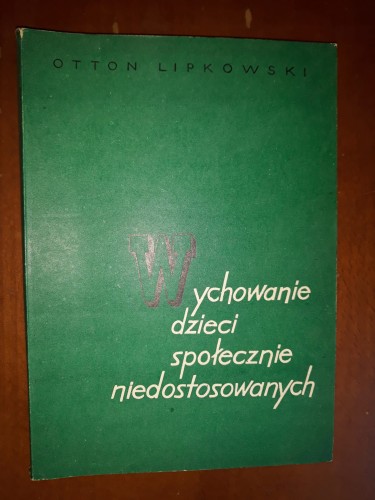 OTTON LIPKOWSKI
Wychowanie
dzieci
społecznie
niedostosowanych